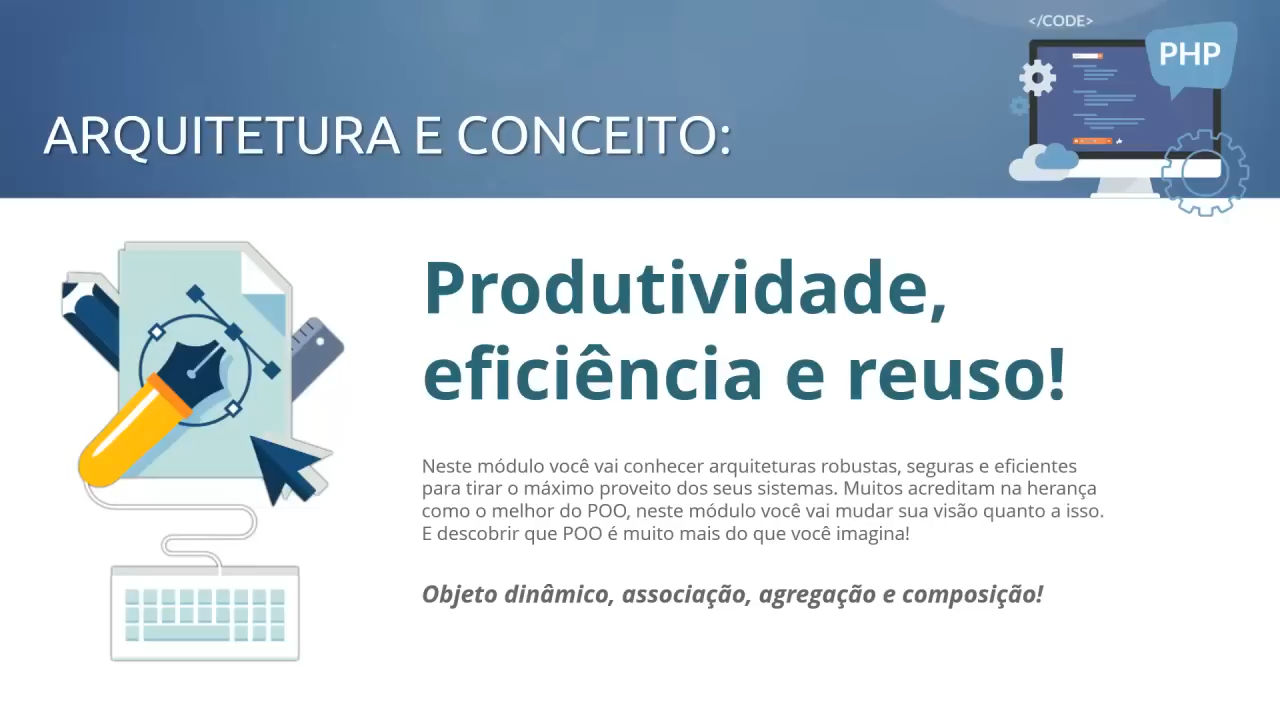 </CODE>
PHP
ARQUITETURA E CONCEITO:
Produtividade,
eficiência e reuso!
Neste módulo você vai conhecer arquiteturas robustas, seguras e eficientes
para tirar o máximo proveito dos seus sistemas. Muitos acreditam na herança
como o melhor do POO, neste módulo você vai mudar sua visão quanto a isso.
E descobrir que POO é muito mais do que você imagina!
Objeto dinâmico, associação, agregação e composição!